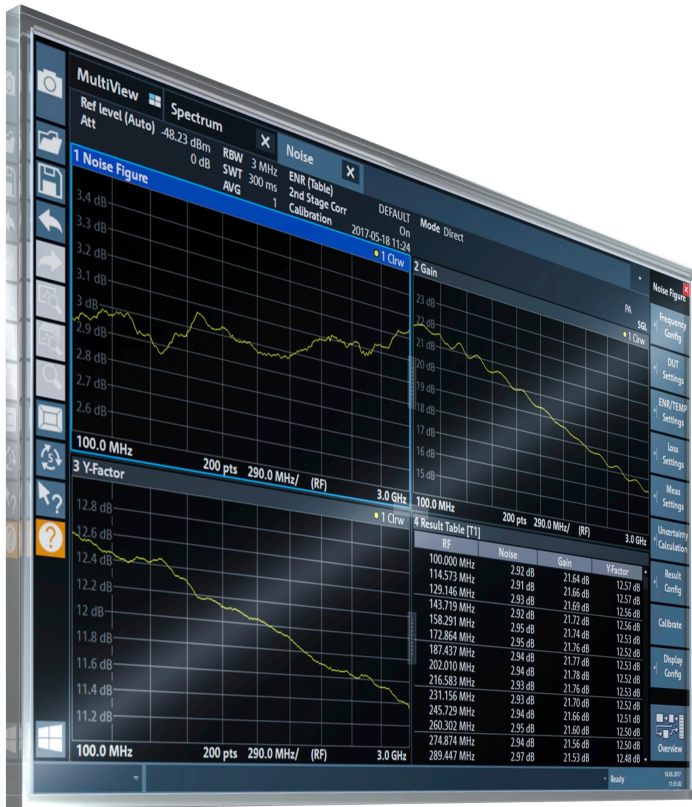 MultiView
Spectrum
Noise
Ref level (Auto) -48.23 dBm RBW 3 MHz ENR (Table) DEFAULT Mode Direct
Att 0 dB SWT 300 ms 2nd Stage Corr On
AVG 1 Calibration 2017-05-18 11:24
PA
SGL
1 Noise Figure
1 Clrw
3.4 dB
3.3 dB
3.2 dB
3.1 dB
3 dB
2.9 dB
2.8 dB
2.7 dB
2.6 dB
100.0 MHz 200 pts 290.0 MHz/ (RF) 3.0 GHz
2 Gain
1 Clrw
23 dB
22 dB
21 dB
20 dB
19 dB
18 dB
17 dB
16 dB
15 dB
100.0 MHz 200 pts 290.0 MHz/ (RF) 3.0 GHz
3 Y-Factor
1 Clrw
12.8 dB
12.6 dB
12.4 dB
12.2 dB
12 dB
11.8 dB
11.6 dB
11.4 dB
11.2 dB
100.0 MHz 200 pts 290.0 MHz/ (RF) 3.0 GHz
4 Result Table [T1]
RF Noise Gain Y-Factor
100.000 MHz 2.92 dB 21.64 dB 12.57 dB
114.573 MHz 2.91 dB 21.66 dB 12.57 dB
129.146 MHz 2.93 dB 21.69 dB 12.56 dB
143.719 MHz 2.92 dB 21.72 dB 12.56 dB
158.291 MHz 2.95 dB 21.74 dB 12.53 dB
172.864 MHz 2.95 dB 21.76 dB 12.52 dB
187.437 MHz 2.94 dB 21.77 dB 12.53 dB
202.010 MHz 2.94 dB 21.78 dB 12.52 dB
216.583 MHz 2.93 dB 21.76 dB 12.53 dB
231.156 MHz 2.93 dB 21.70 dB 12.52 dB
245.729 MHz 2.94 dB 21.66 dB 12.51 dB
260.302 MHz 2.95 dB 21.60 dB 12.50 dB
274.874 MHz 2.94 dB 21.56 dB 12.50 dB
289.447 MHz 2.97 dB 21.53 dB 12.48 dB
Noise Figure
Frequency
Config
DUT
Settings
ENR/TEMP
Settings
Loss
Settings
Meas
Settings
Uncertainty
Calculation
Result
Config
Calibrate
Display
Config
Overview
Ready
18.05.2017
11:35:02